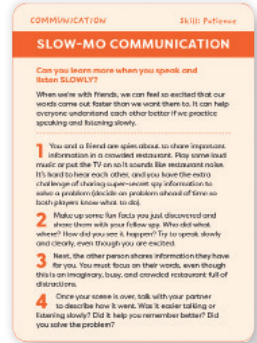 COMMUNICATION Skill: Patience
SLOW-MO COMMUNICATION
Can you learn more when you speak and
listen SLOWLY?
When we're with friends, we can feel so excited that our
words come out faster than we want them to. It can help
everyone understand each other better if we practice
speaking and listening slowly.
1 You and a friend are spies about to share important
information in a crowded restaurant. Play some loud
music or put the TV on so it sounds like restaurant noise.
It's hard to hear each other, and you have the extra
challenge of sharing super-secret spy information to
solve a problem (decide on problem ahead of time so
both players know what to do).
2 Make up some fun facts you just discovered and
share them with your fellow spy. Who did what
where? How did you see it happen? Try to speak slowly
and clearly, even though you are excited.
3 Next, the other person shares information they have
for you. You must focus on their words, even though
this is an imaginary, busy, and crowded restaurant full of
distractions.
4 Once your scene is over, talk with your partner
to describe how it went. Was it easier talking or
listening slowly? Did it help you remember better? Did
you solve the problem?